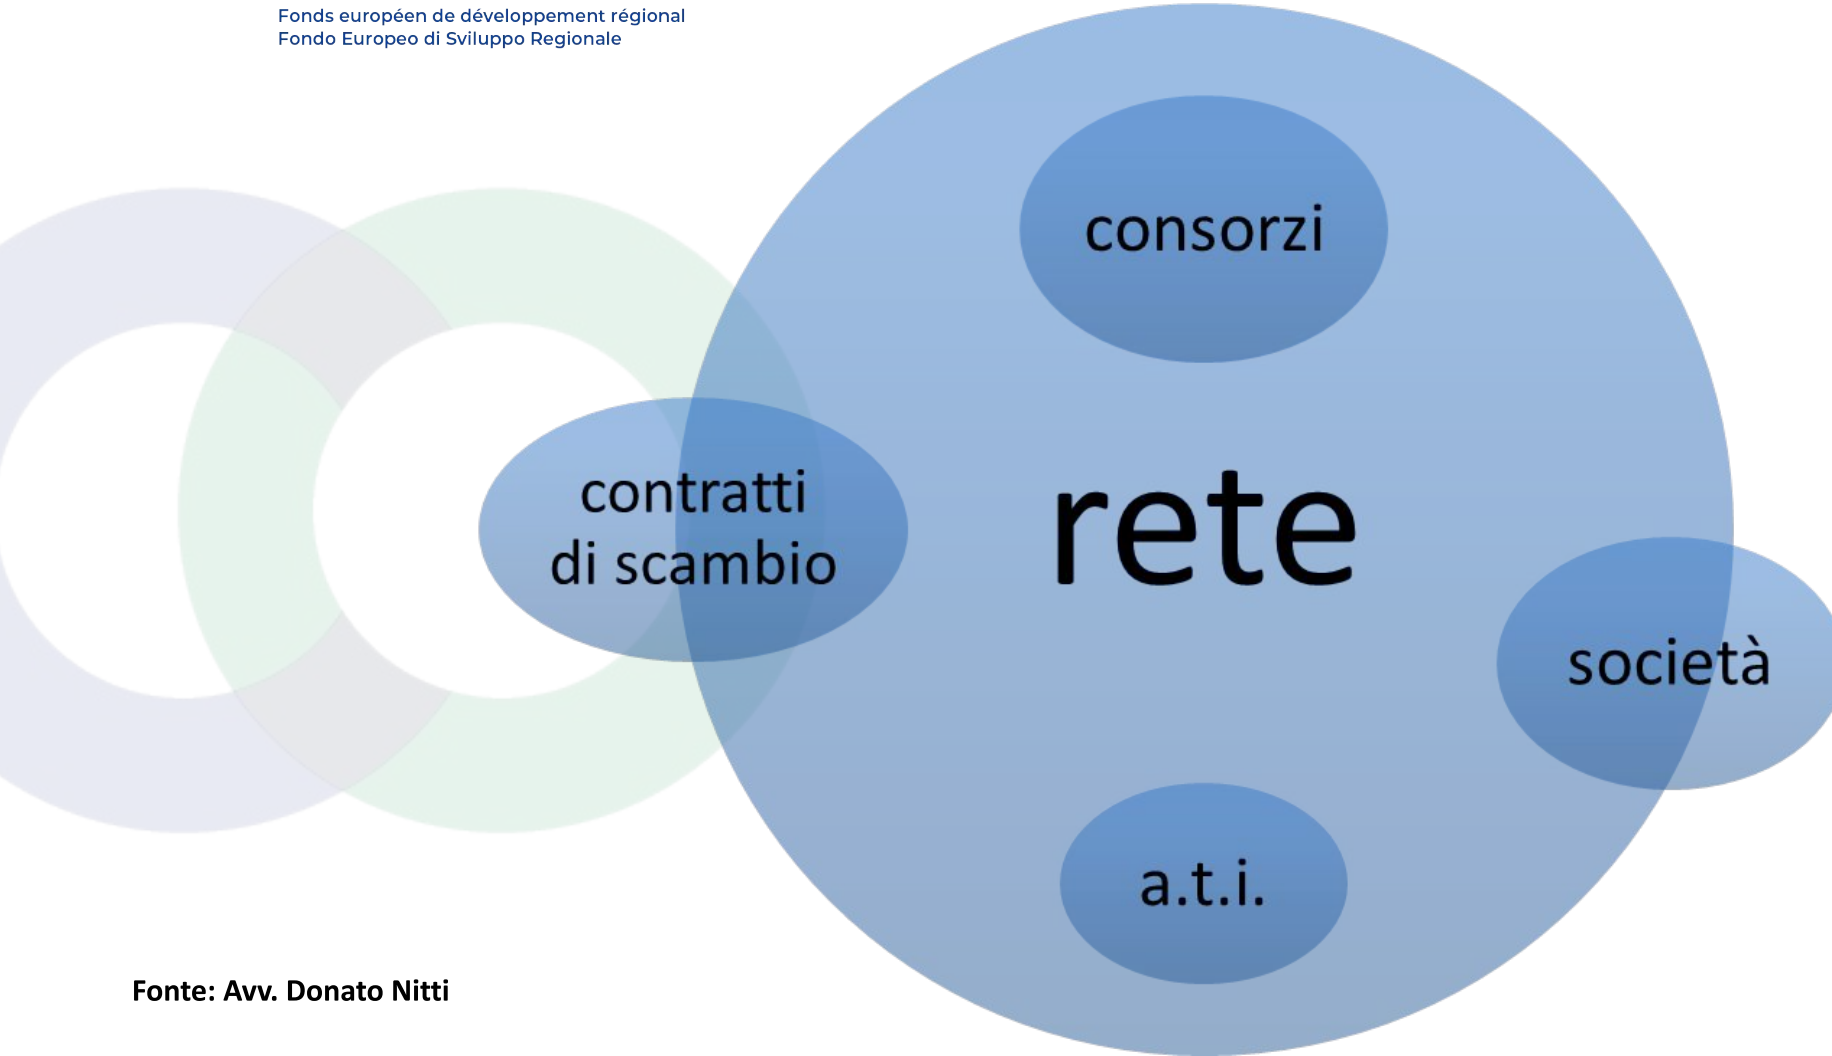 Fonds européen de développement régional
Fondo Europeo di Sviluppo Regionale
consorzi
contratti
di scambio
rete
società
a.t.i.
Fonte: Avv. Donato Nitti